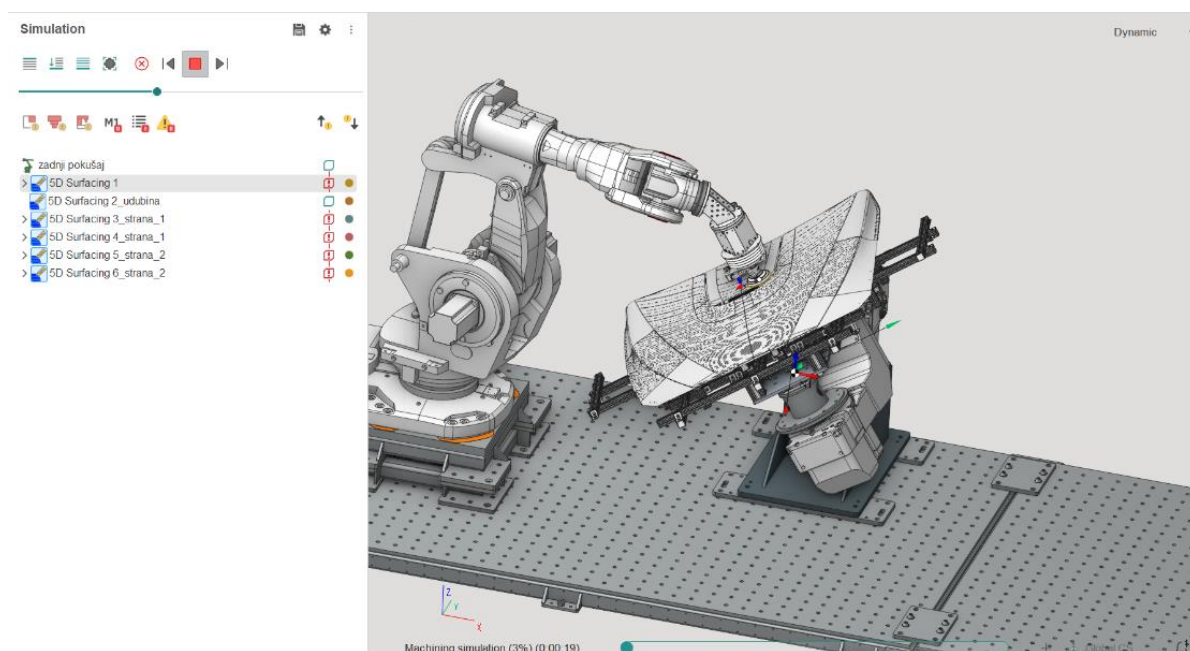 Simulation
Dynamic
M1
zadnji pokušaj
5D Surfacing 1
5D Surfacing 2_udubina
5D Surfacing 3_strana_1
5D Surfacing 4_strana_1
5D Surfacing 5_strana_2
5D Surfacing 6_strana_2
Z
Y
X
Machining simulation (3%) (0:00:19)